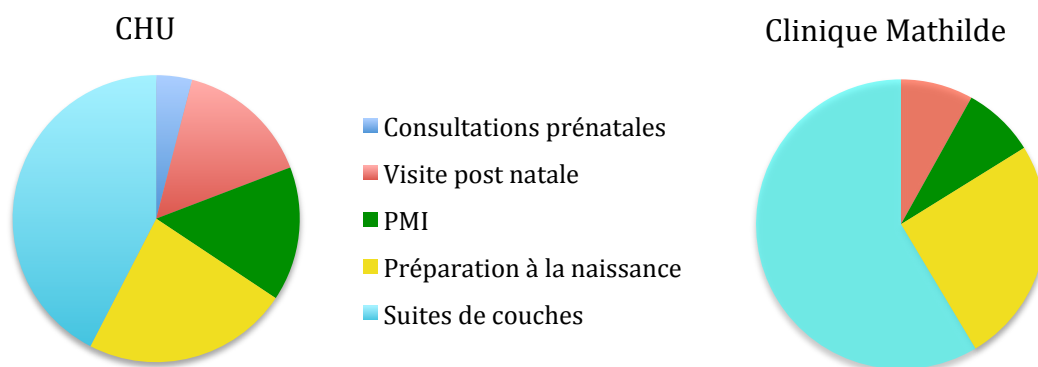 CHU
Clinique Mathilde
Consultations prénatales
Visite post natale
PMI
Préparation à la naissance
Suites de couches